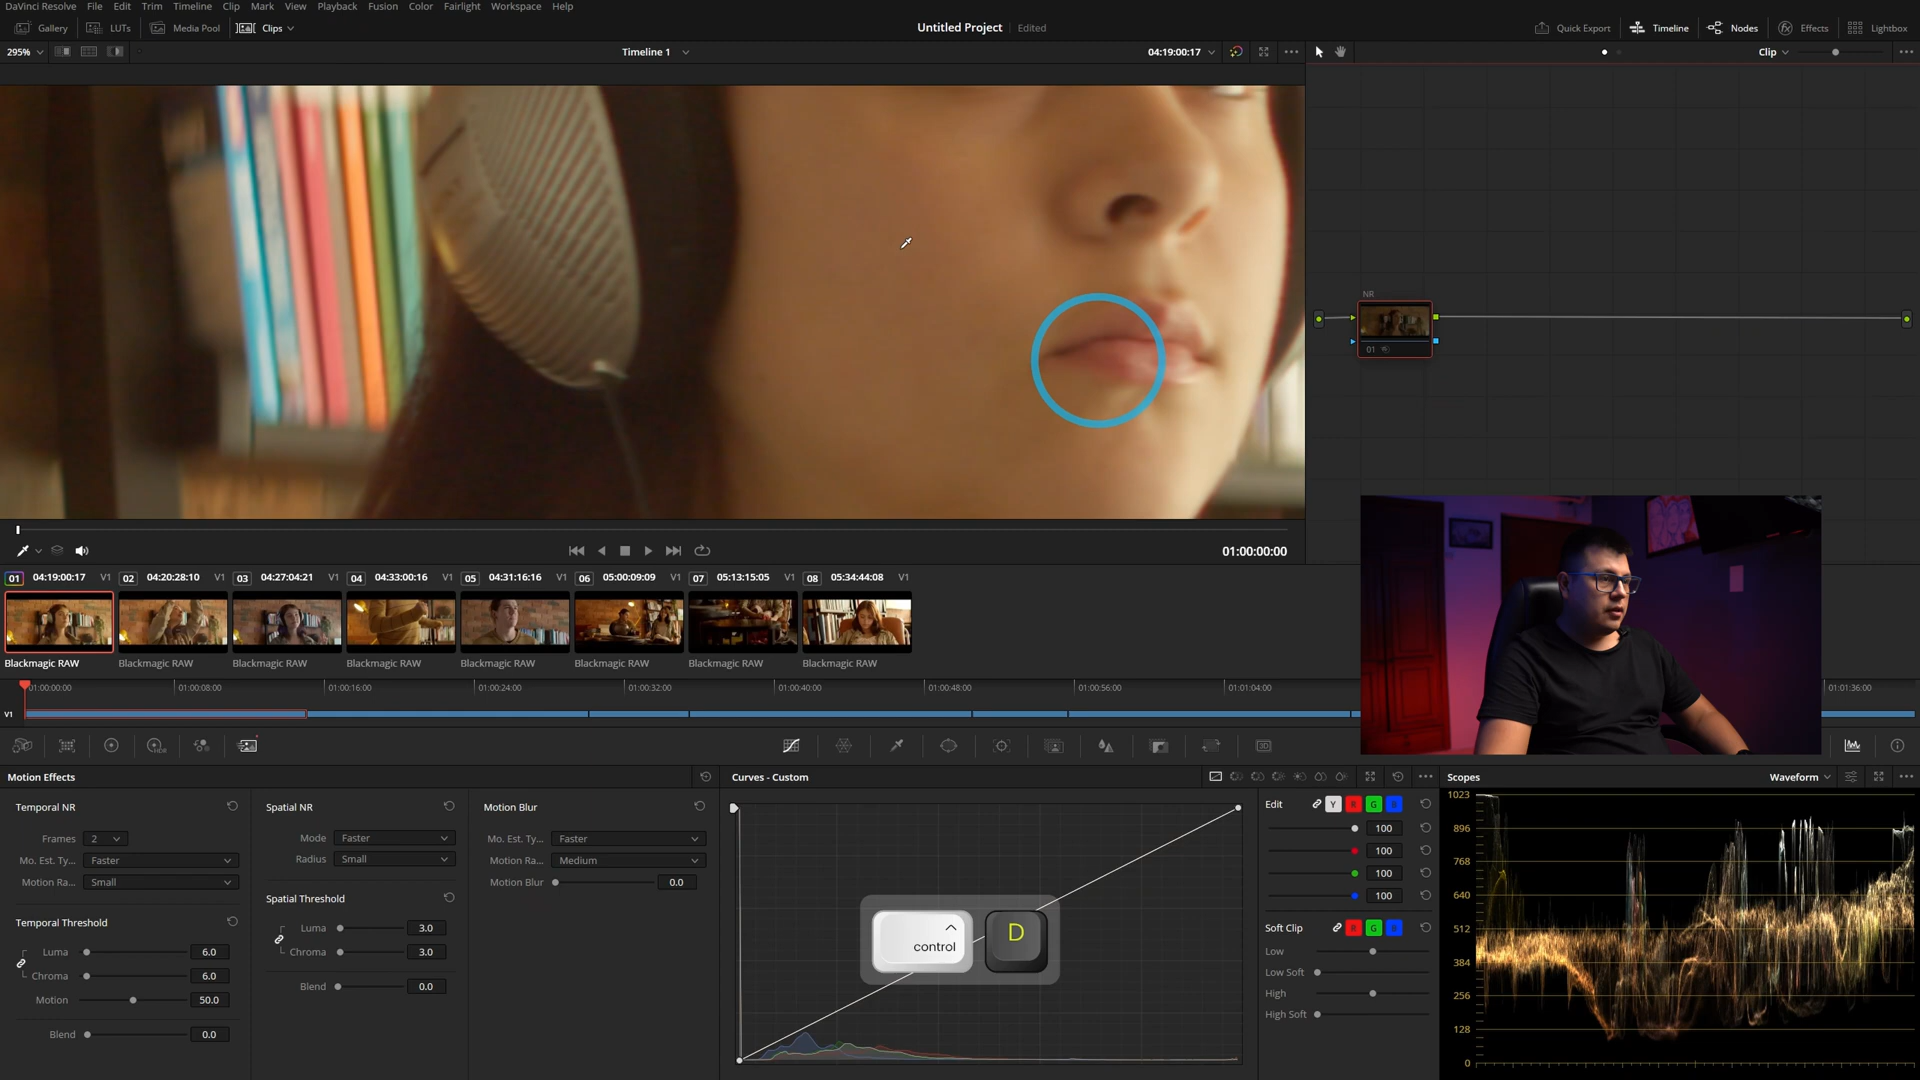 DaVinci Resolve File Edit Trim Timeline Clip Mark View Playback Fusion Color Fairlight Workspace Help
Gallery LUTs Media Pool Clips Untitled Project Edited Quick Export Timeline Nodes Effects Lightbox
295% Timeline 1 04:19:00:17 Clip
NR
01
01:00:00:00
01 04:19:00:17 V1 02 04:20:28:10 V1 03 04:27:04:21 V1 04 04:33:00:16 V1 05 04:31:16:16 V1 06 05:00:09:09 V1 07 05:13:15:05 V1 08 05:34:44:08 V1
Blackmagic RAW Blackmagic RAW Blackmagic RAW Blackmagic RAW Blackmagic RAW Blackmagic RAW Blackmagic RAW Blackmagic RAW
01:00:00:00 01:00:08:00 01:00:16:00 01:00:24:00 01:00:32:00 01:00:40:00 01:00:48:00 01:00:56:00 01:01:04:00 01:01:36:00
V1
HDR
3D
Motion Effects
Temporal NR
Frames 2
Mo. Est. Ty... Faster
Motion Ra... Small
Temporal Threshold
Luma 6.0
Chroma 6.0
Motion 50.0
Blend 0.0
Spatial NR
Mode Faster
Radius Small
Spatial Threshold
Luma 3.0
Chroma 3.0
Blend 0.0
Motion Blur
Mo. Est. Ty... Faster
Motion Ra... Medium
Motion Blur 0.0
Curves - Custom
control D
Edit Y R G B
100
100
100
100
Soft Clip R G B
Low
Low Soft
High
High Soft
Scopes Waveform
1023
896
768
640
512
384
256
128
0